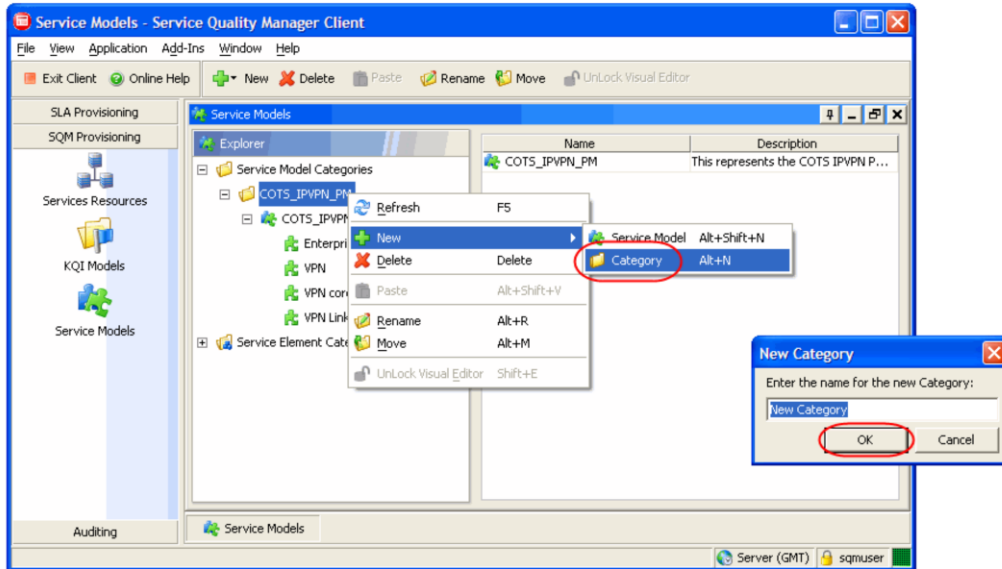 Service Models - Service Quality Manager Client
File View Application Add-Ins Window Help
Exit Client Online Help New Delete Paste Rename Move UnLock Visual Editor
SLA Provisioning
SQM Provisioning
Services Resources
KQI Models
Service Models
Auditing
Service Models
Explorer
Service Model Categories
COTS_IPVPN_PM
COTS_IPVPN
Enterpri
VPN
VPN
VPN Link
Service Element Cate
Name Description
COTS_IPVPN_PM This represents the COTS IPVPN P...
Refresh F5
New
Delete Delete
Paste Alt+Shift+V
Rename Alt+R
Move Alt+M
UnLock Visual Editor Shift+E
Service Model Alt+Shift+N
Category Alt+N
New Category
Enter the name for the new Category:
New Category
OK Cancel
Service Models
Server (GMT) sqmuser